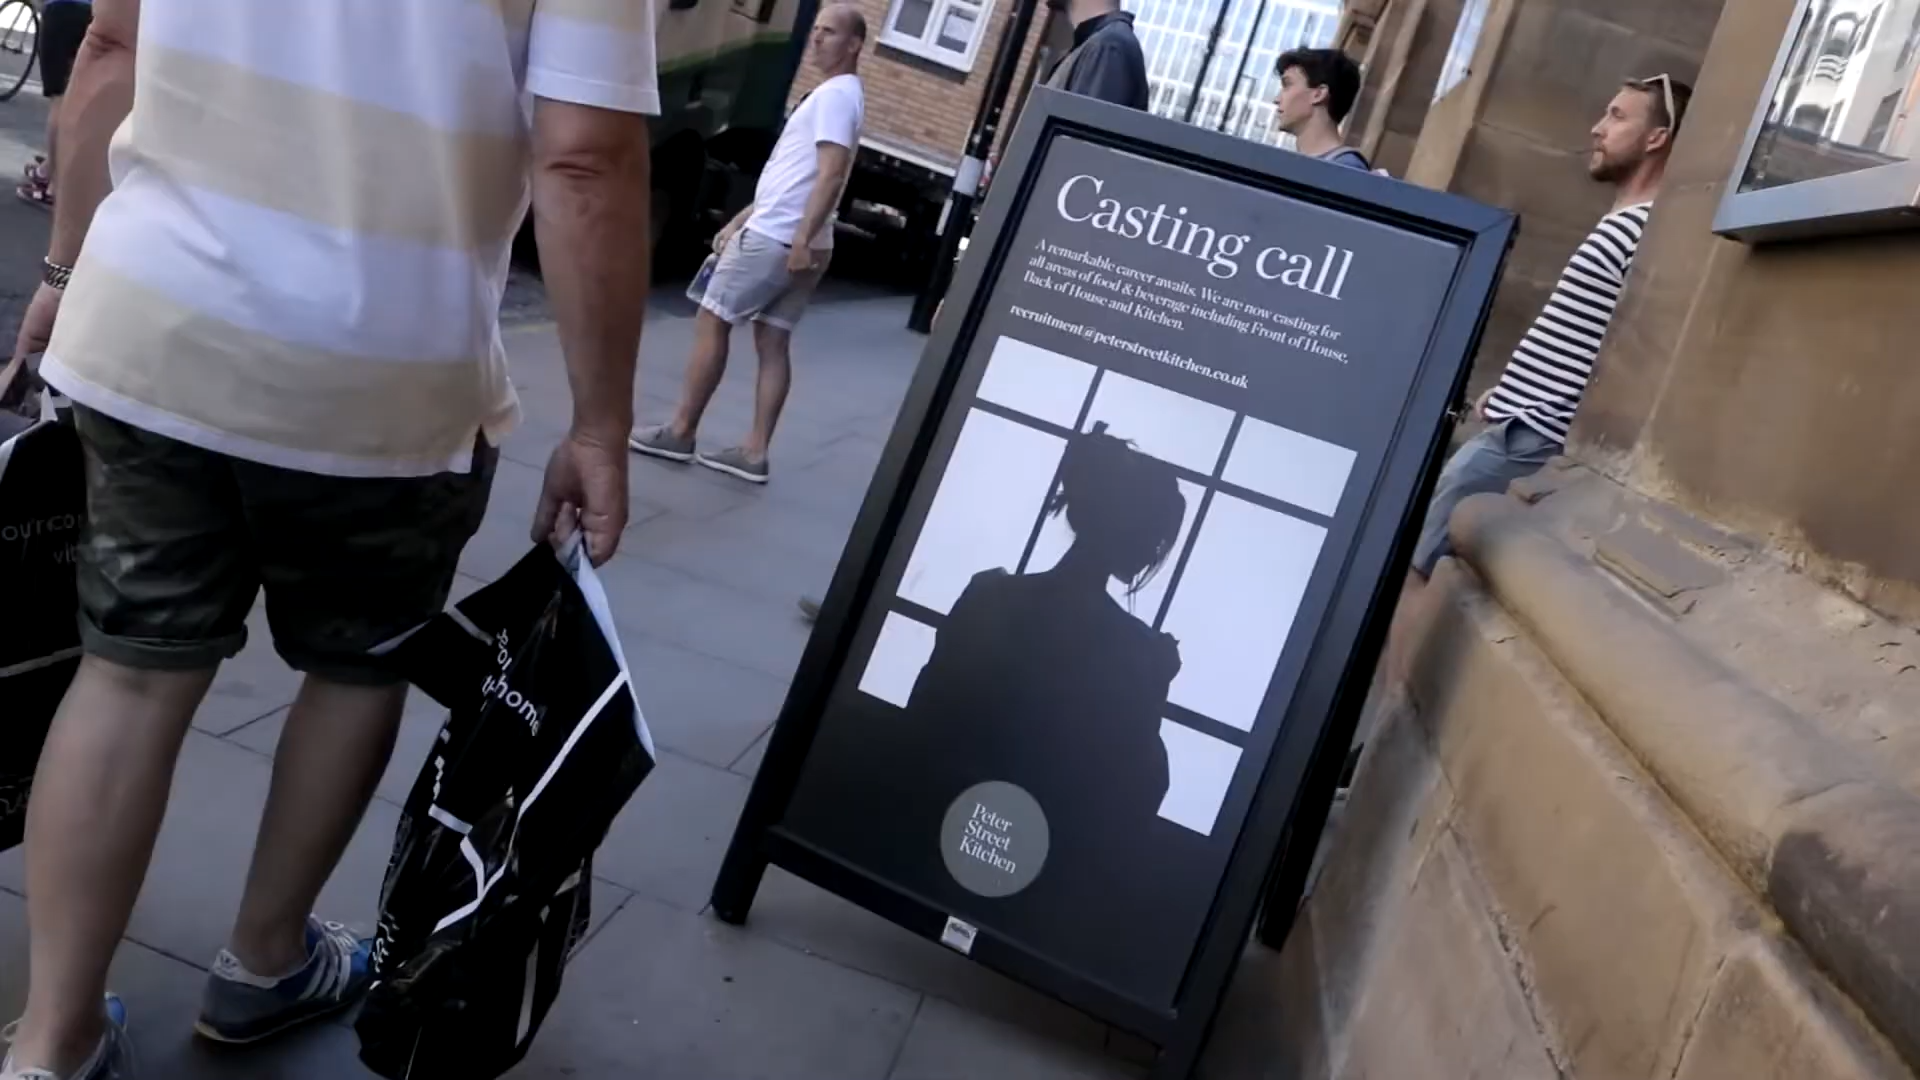 Casting call
A remarkable career awaits. We are now casting for
all areas of food & beverage including Front of House,
Back of House and Kitchen.
recruitment@peterstreetkitchen.co.uk
Peter
Street
Kitchen
home